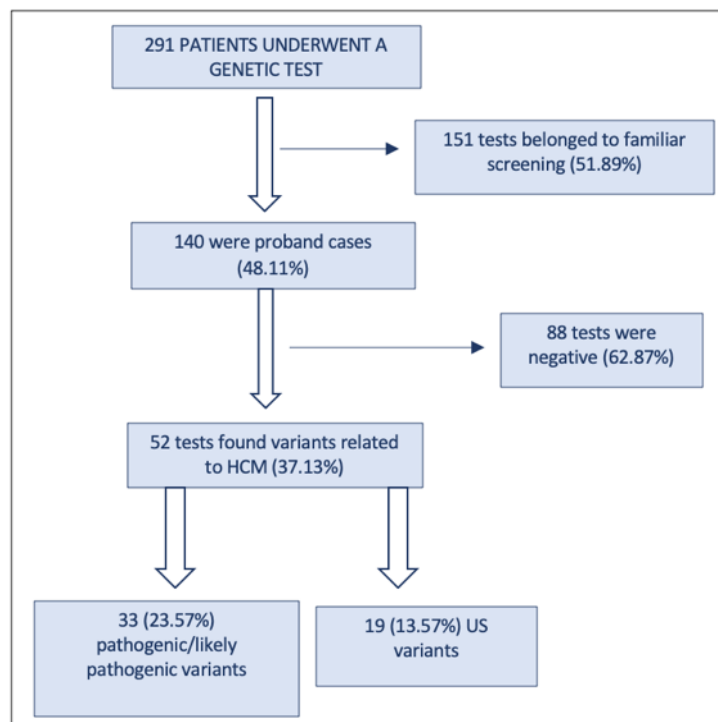 291 PATIENTS UNDERWENT A
GENETIC TEST
151 tests belonged to familiar
screening (51.89%)
140 were proband cases
(48.11%)
88 tests were
negative (62.87%)
52 tests found variants related
to HCM (37.13%)
33 (23.57%)
pathogenic/likely
pathogenic variants
19 (13.57%) US
variants